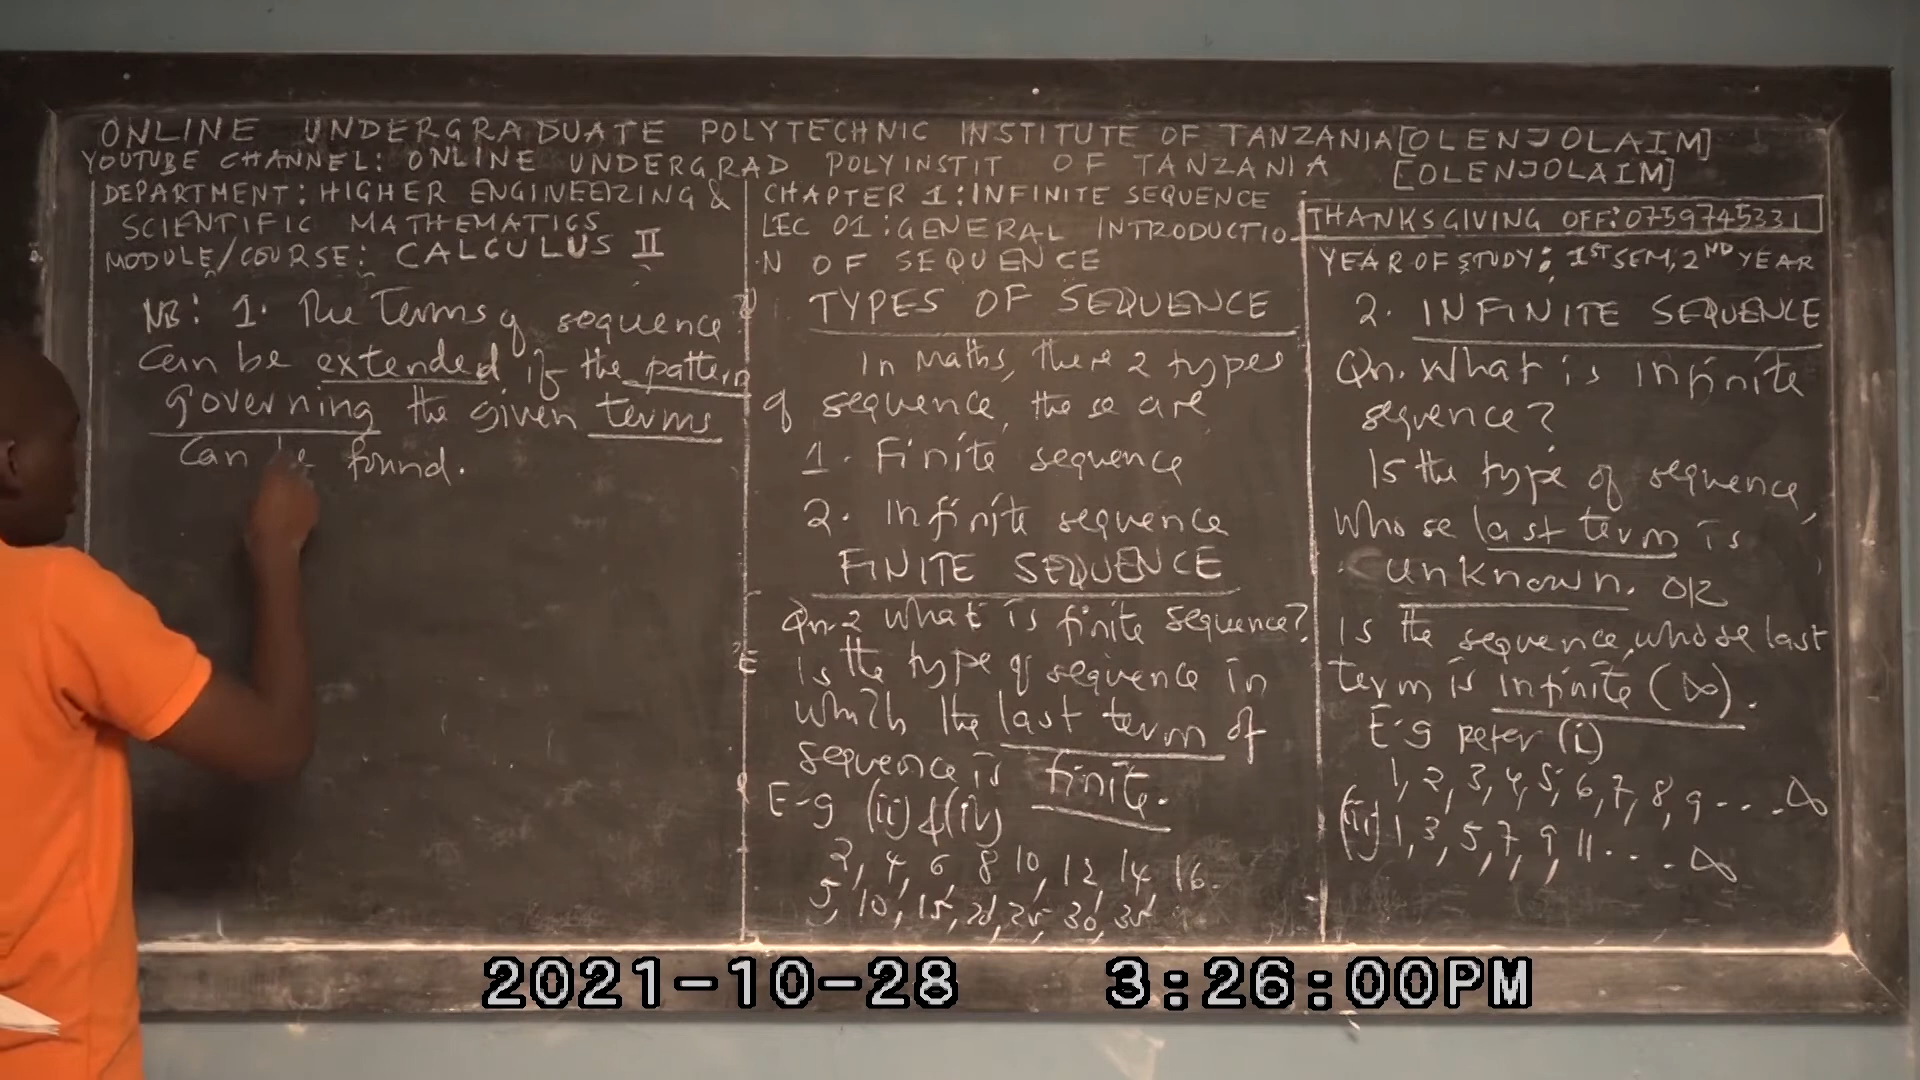 ONLINE UNDERGRADUATE POLYTECHNIC INSTITUTE OF TANZANIA[OLENJOLAIM]
YOUTUBE CHANNEL: ONLINE UNDERGRAD POLYINSTIT OF TANZANIA [OLENJOLAIM]
DEPARTMENT: HIGHER ENGINEERING &
SCIENTIFIC MATHEMATICS
MODULE/COURSE: CALCULUS II
NB: 1. The Terms of sequence
can be extended if the pattern
governing the given terms
can be found.
CHAPTER 1: INFINITE SEQUENCE
LEC 01: GENERAL INTRODUCTIO
N OF SEQUENCE
TYPES OF SEQUENCE
In Maths, there 2 types
of sequence, these are
1. Finite sequence
2. Infinite sequence
FINITE SEQUENCE
Qn.2 what is finite sequence?
Is the type of sequence in
which the last term of
sequence is finite.
E-g (ii) & (iv)
2, 4, 6, 8 10, 12, 14, 16.
5, 10, 15, 20, 25, 30, 35
THANKSGIVING OFF: 0759745331
YEAR OF STUDY: 1ST SEM, 2ND YEAR
2. INFINITE SEQUENCE
Qn. What is infinite
sequence?
Is the type of sequence,
whose last term is
unknown. OR
Is the sequence, whose last
term is infinite (∞).
E-g refer (i)
1, 2, 3, 4, 5, 6, 7, 8, 9 .... ∞
(iii) 1, 3, 5, 7, 9, 11 .... ∞
2021-10-28 3:26:00PM